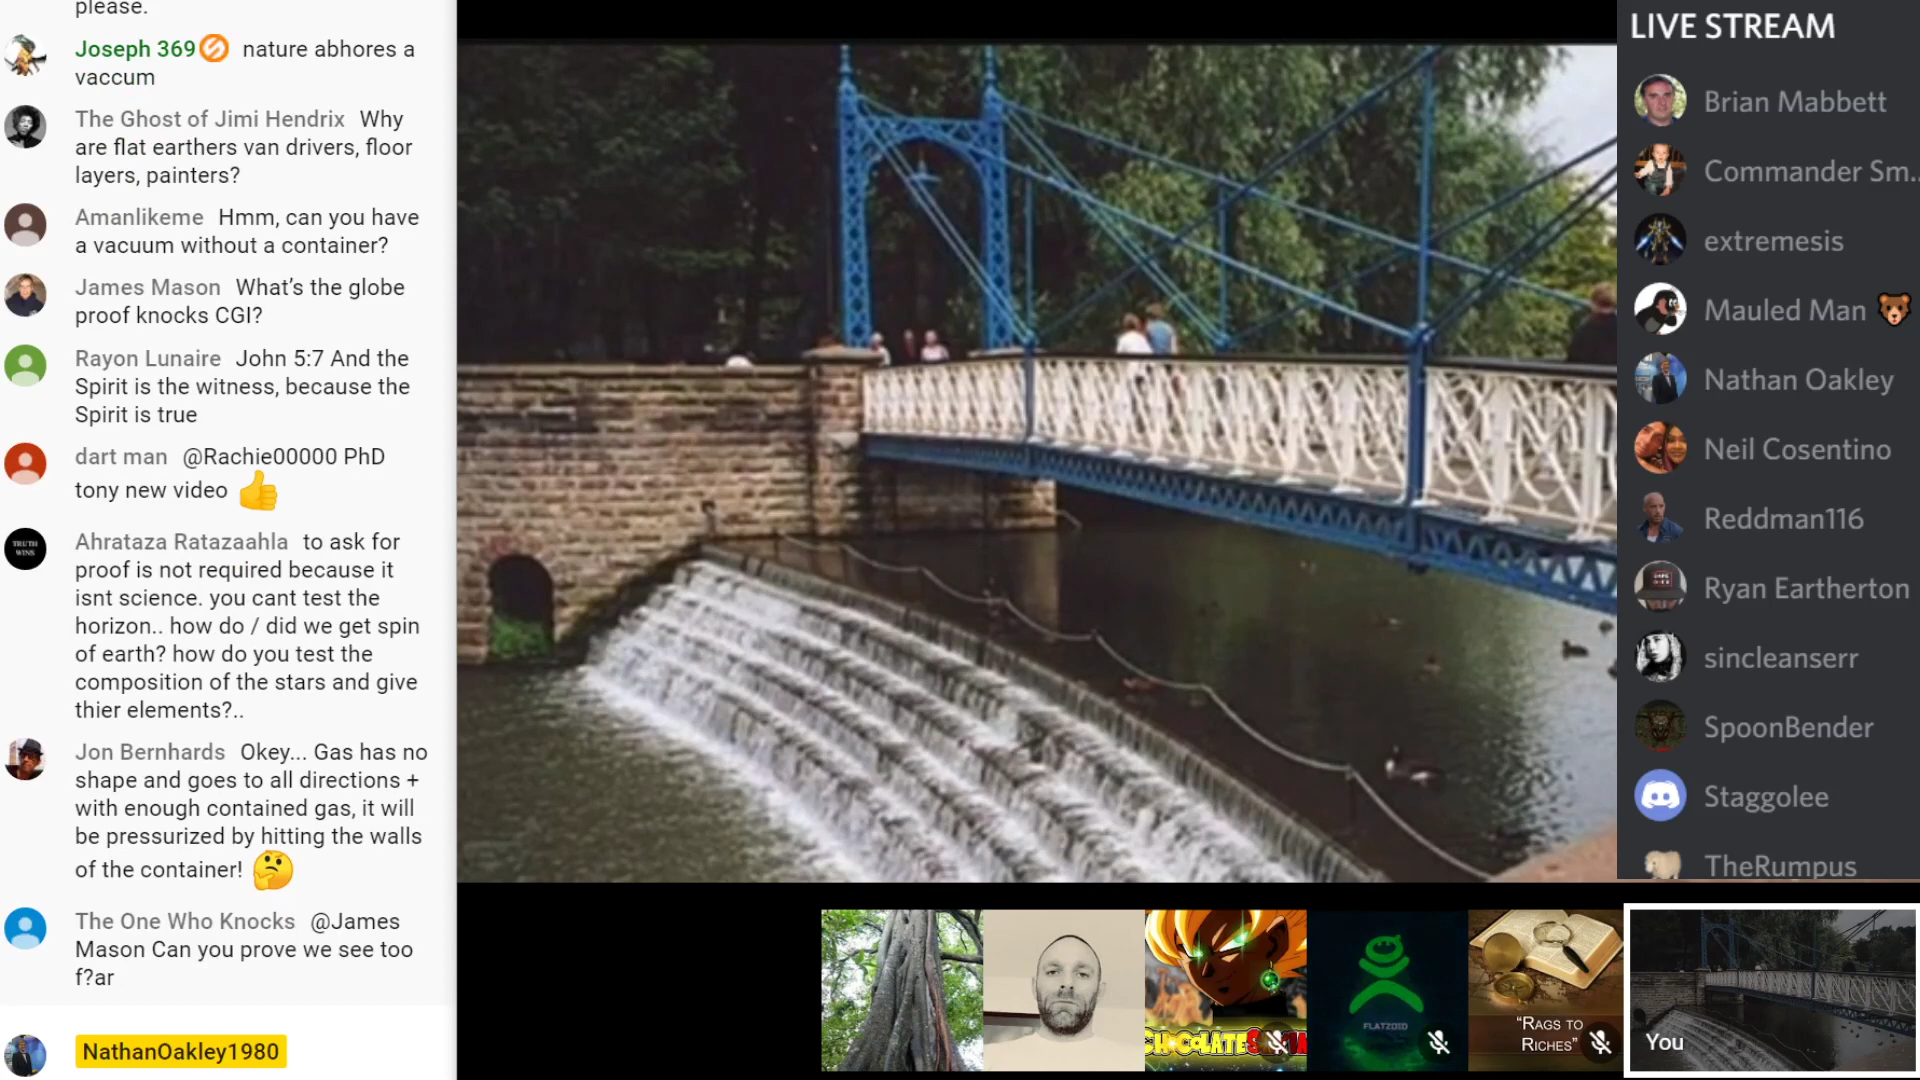 please.
Joseph 369 nature abhores a
vaccum
The Ghost of Jimi Hendrix Why
are flat earthers van drivers, floor
layers, painters?
Amanlikeme Hmm, can you have
a vacuum without a container?
James Mason What's the globe
proof knocks CGI?
Rayon Lunaire John 5:7 And the
Spirit is the witness, because the
Spirit is true
dart man @Rachie00000 PhD
tony new video
TRUTH
WINS
Ahrataza Ratazaahla to ask for
proof is not required because it
isnt science. you cant test the
horizon.. how do / did we get spin
of earth? how do you test the
composition of the stars and give
thier elements?..
Jon Bernhards Okey... Gas has no
shape and goes to all directions +
with enough contained gas, it will
be pressurized by hitting the walls
of the container!
The One Who Knocks @James
Mason Can you prove we see too
f?ar
NathanOakley1980
LIVE STREAM
Brian Mabbett
Commander Sm..
extremesis
Mauled Man
Nathan Oakley
Neil Cosentino
Reddman116
Ryan Eartherton
sincleanserr
SpoonBender
Staggolee
TheRumpus
FLATZOID
"RAGS TO
RICHES"
You